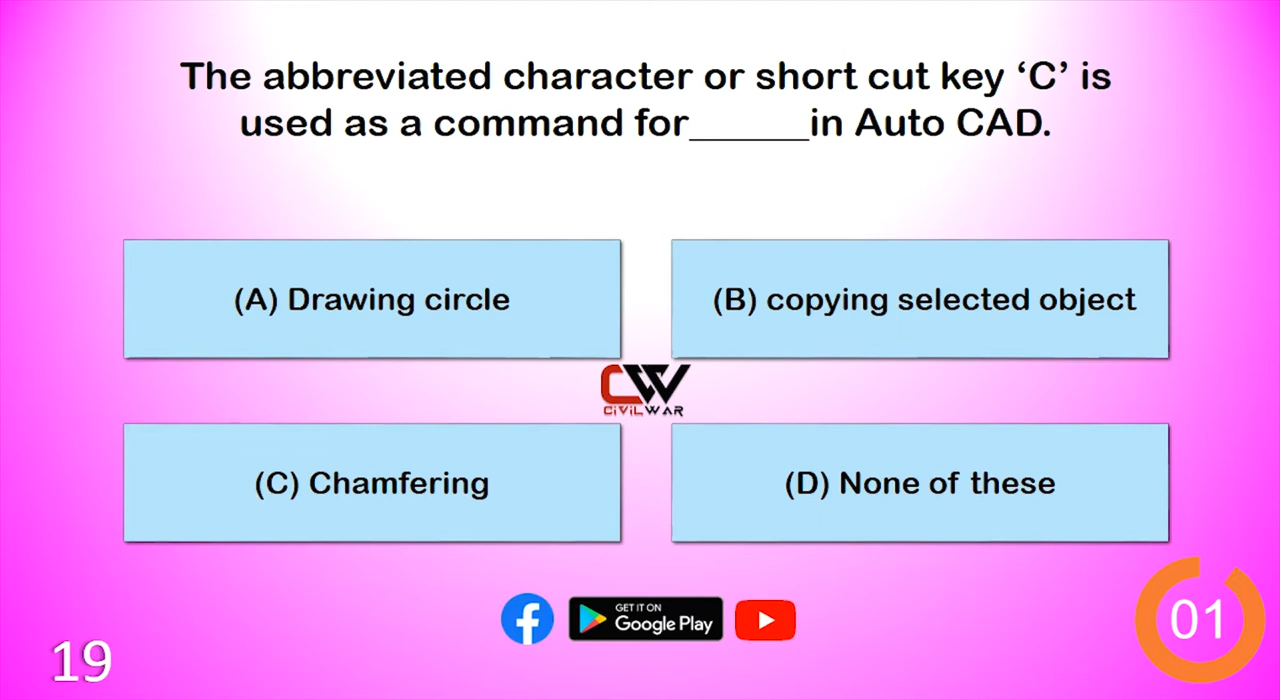 The abbreviated character or short cut key ‘C’ is
used as a command for______in Auto CAD.
(A) Drawing circle
(B) copying selected object
CW
CIVIL WAR
(C) Chamfering
(D) None of these
GET IT ON
Google Play
01
19